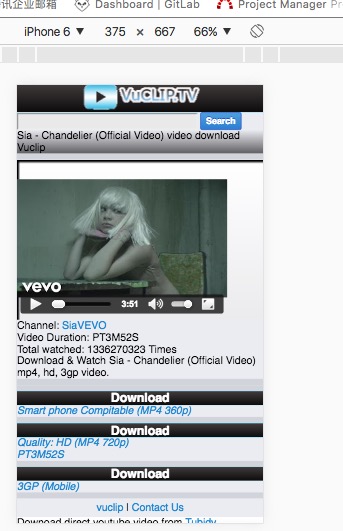 讯企业邮箱 Dashboard | GitLab Project Manager Pr
iPhone 6 ▼ 375 × 667 66% ▼
VUCLIP.TV
Search
Sia - Chandelier (Official Video) video download
Vuclip
vevo
3:51
Channel: SiaVEVO
Video Duration: PT3M52S
Total watched: 1336270323 Times
Download & Watch Sia - Chandelier (Official Video)
mp4, hd, 3gp video.
Download
Smart phone Compitable (MP4 360p)
Download
Quality: HD (MP4 720p)
PT3M52S
Download
3GP (Mobile)
vuclip | Contact Us
Downoad direct youtube video from Tubidy